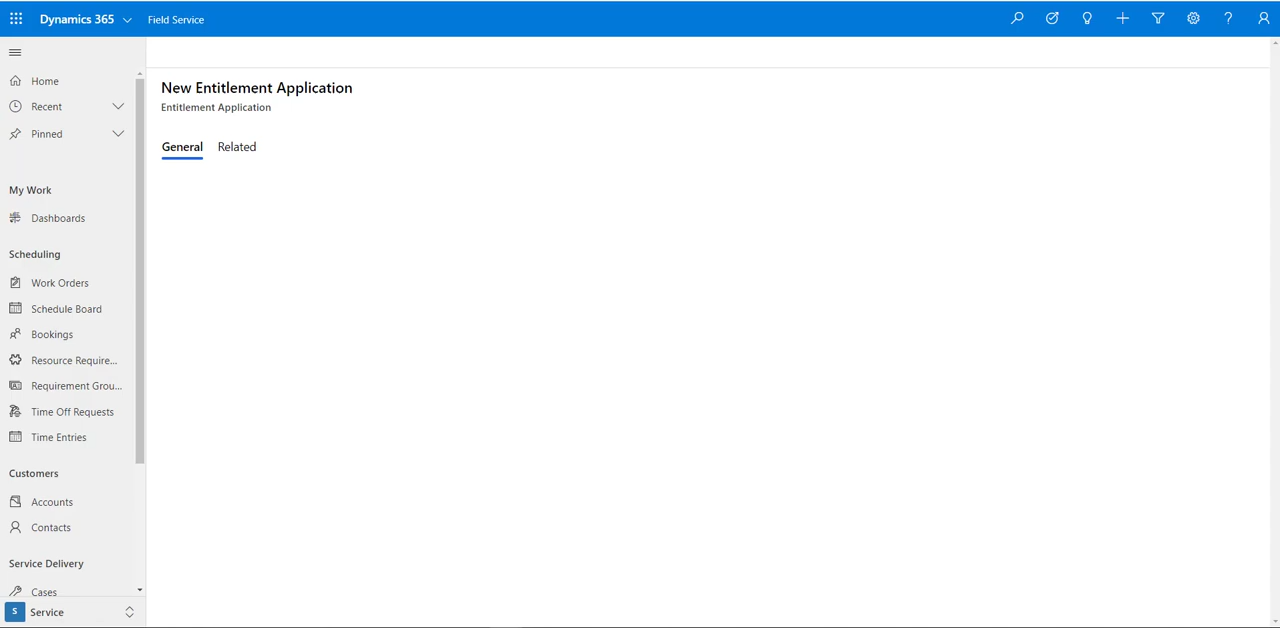 Dynamics 365
Field Service
Home
Recent
Pinned
New Entitlement Application
Entitlement Application
General
Related
My Work
Dashboards
Scheduling
Work Orders
Schedule Board
Bookings
Resource Require...
Requirement Grou...
Time Off Requests
Time Entries
Customers
Accounts
Contacts
Service Delivery
Cases
S
Service